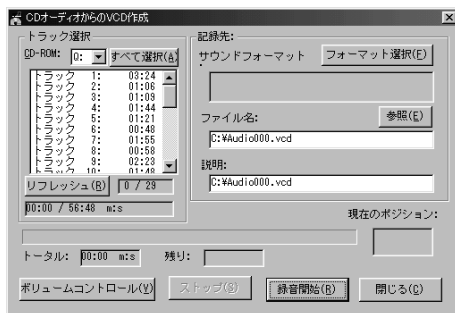 CDオーディオからのVCD作成
トラック選択
CD-ROM: Q: すべて選択(A)
トラック 1: 03:24
トラック 2: 01:06
トラック 3: 01:09
トラック 4: 01:44
トラック 5: 01:21
トラック 6: 00:48
トラック 7: 01:55
トラック 8: 00:58
トラック 9: 02:23
トラック 10: 01:48
リフレッシュ(R) 0 / 29
00:00 / 56:48 m:s
記録先:
サウンドフォーマット フォーマット選択(F)
ファイル名: 参照(E)
C:¥Audio000.vcd
説明:
C:¥Audio000.vcd
現在のポジション:
トータル: 00:00 m:s 残り:
ボリュームコントロール(V) ストップ(S) 録音開始(R) 閉じる(C)